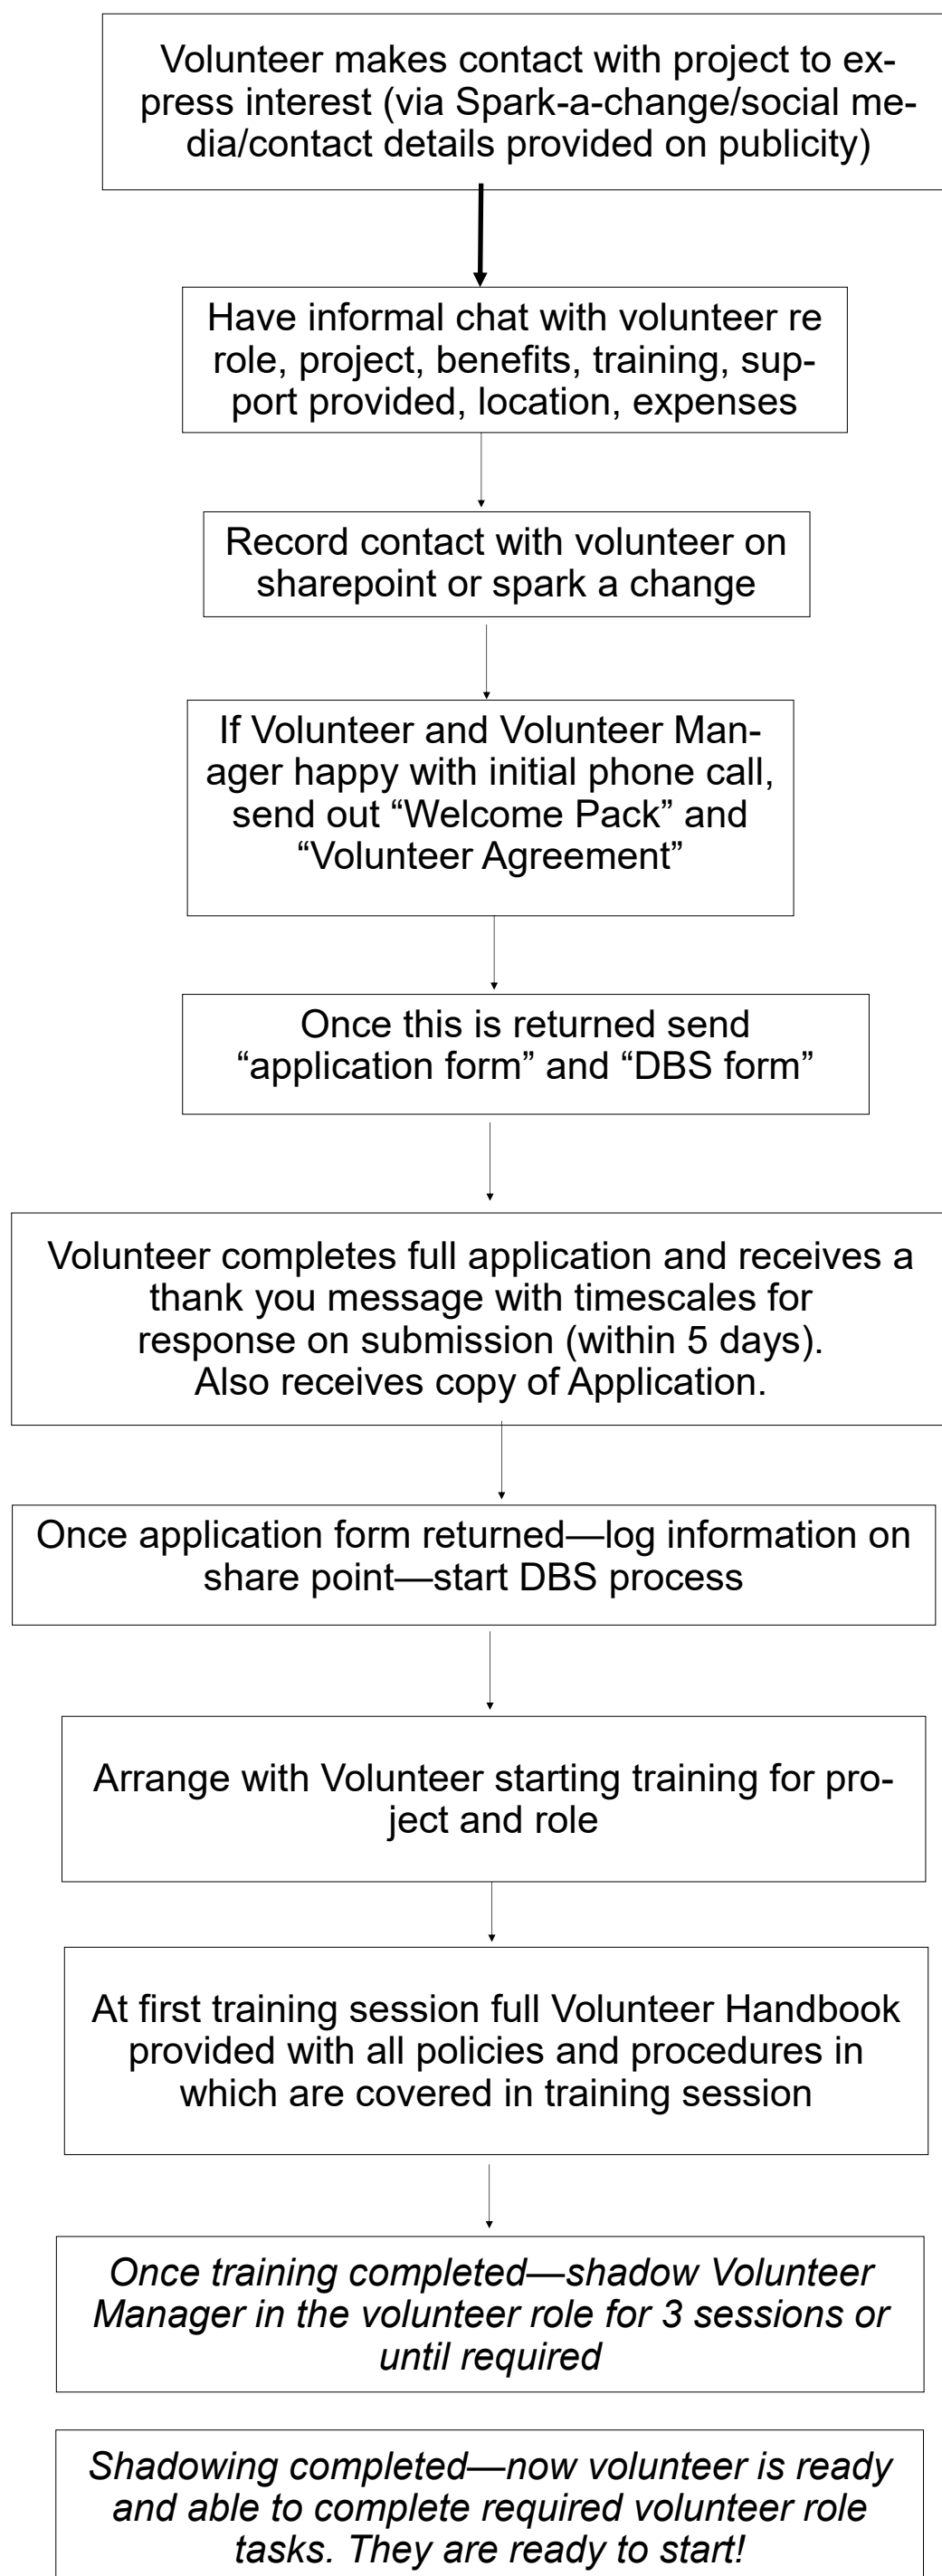 Volunteer makes contact with project to ex-
press interest (via Spark-a-change/social me-
dia/contact details provided on publicity)
Have informal chat with volunteer re
role, project, benefits, training, sup-
port provided, location, expenses
Record contact with volunteer on
sharepoint or spark a change
If Volunteer and Volunteer Man-
ager happy with initial phone call,
send out “Welcome Pack” and
“Volunteer Agreement”
Once this is returned send
“application form” and “DBS form”
Volunteer completes full application and receives a
thank you message with timescales for
response on submission (within 5 days).
Also receives copy of Application.
Once application form returned—log information on
share point—start DBS process
Arrange with Volunteer starting training for pro-
ject and role
At first training session full Volunteer Handbook
provided with all policies and procedures in
which are covered in training session
Once training completed—shadow Volunteer
Manager in the volunteer role for 3 sessions or
until required
Shadowing completed—now volunteer is ready
and able to complete required volunteer role
tasks. They are ready to start!